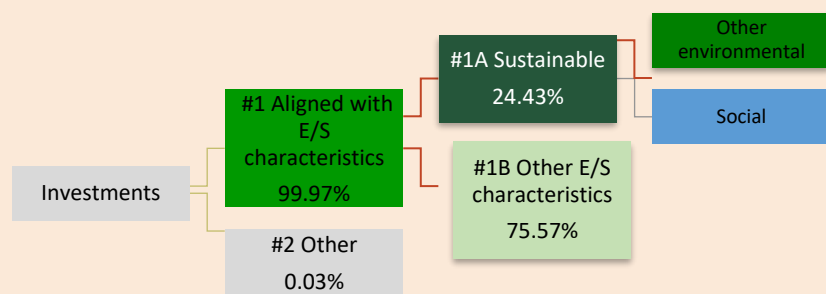 Investments
#1 Aligned with
E/S
characteristics
99.97%
#2 Other
0.03%
#1A Sustainable
24.43%
#1B Other E/S
characteristics
75.57%
Other
environmental
Social